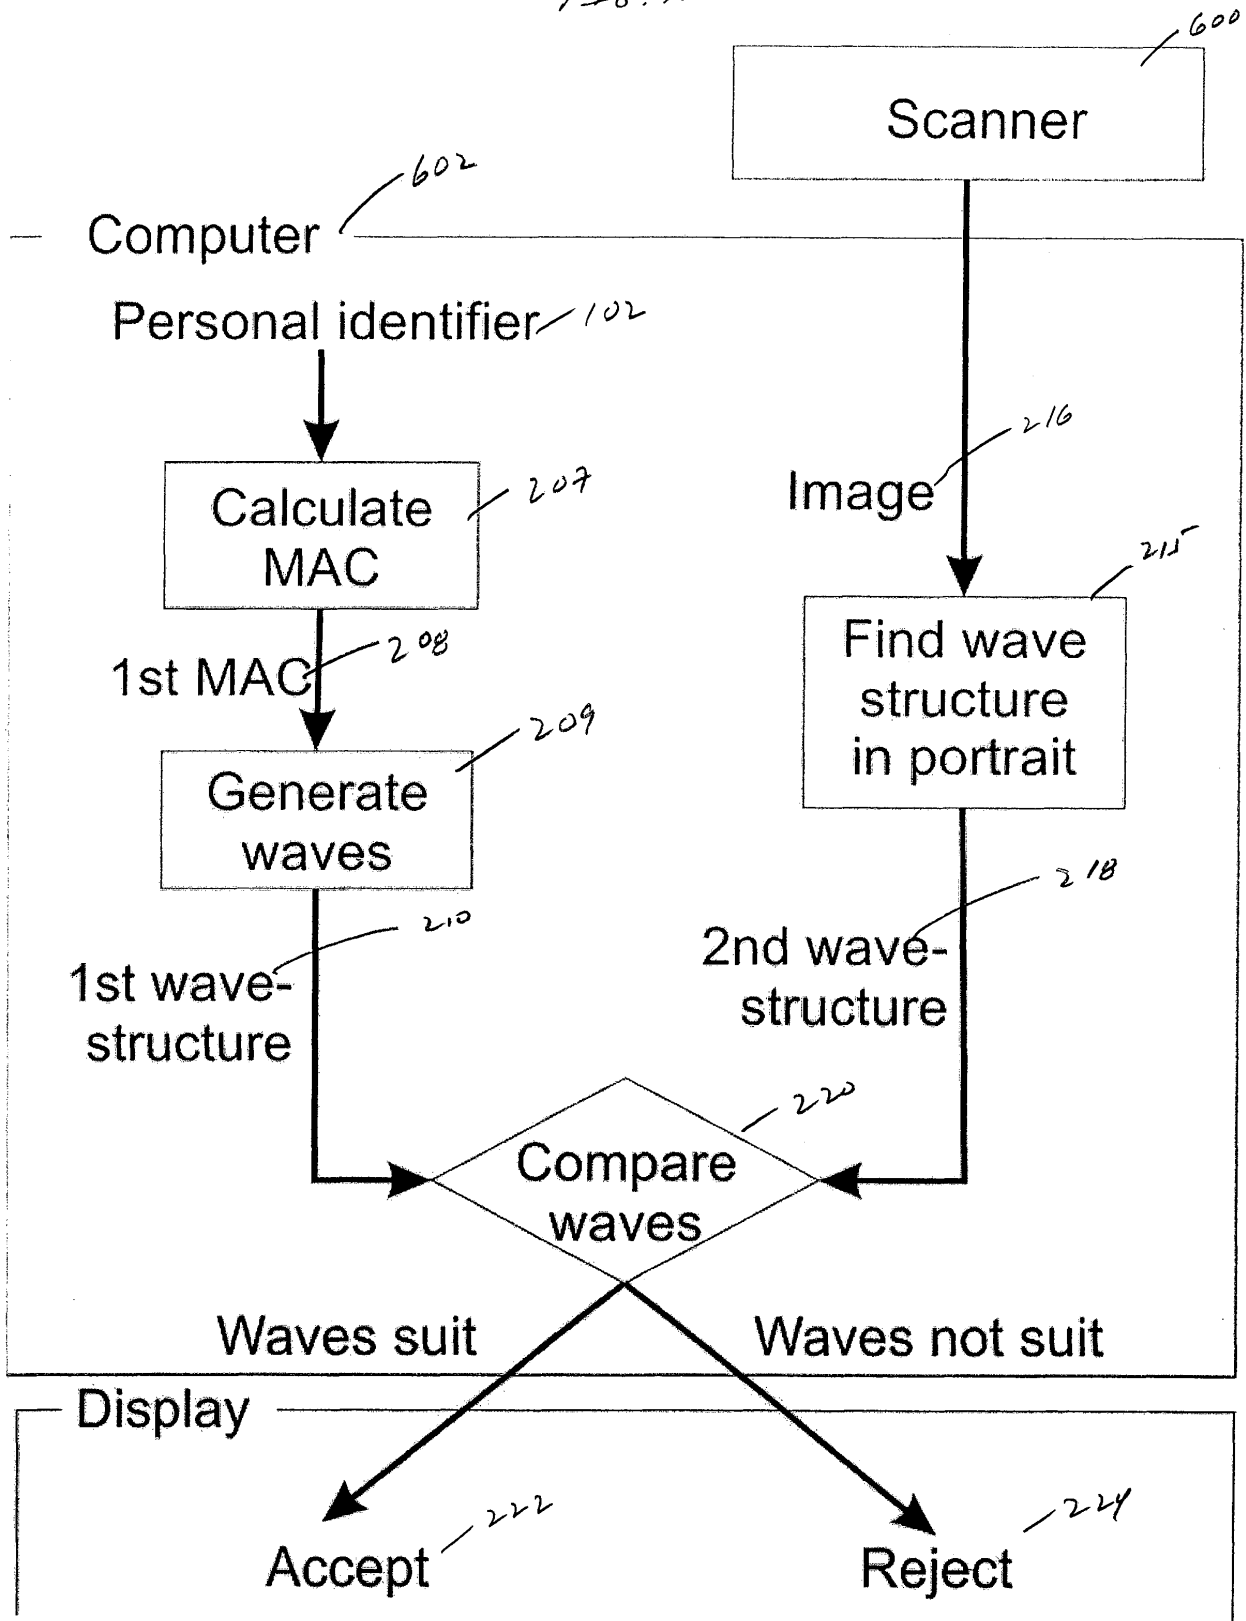 600
Scanner
602
Computer
Personal identifier 102
216
Image
Calculate
MAC
207
215
Find wave
structure
in portrait
208
1st MAC
209
Generate
waves
218
210
2nd wave-
structure
1st wave-
structure
220
Compare
waves
Waves suit
Waves not suit
Display
222
Accept
224
Reject